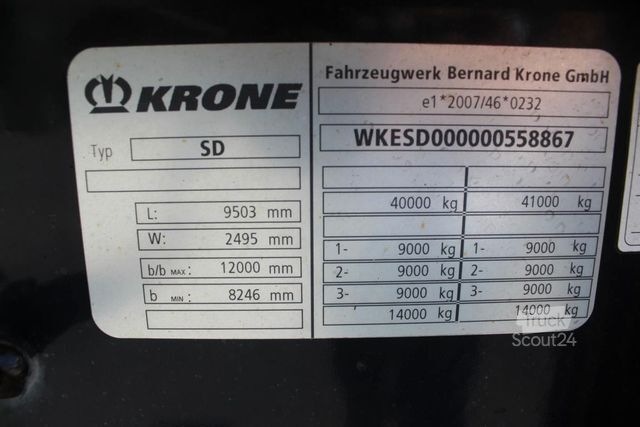 KRONE
Typ SD
L: 9503 mm
W: 2495 mm
b/b MAX: 12000 mm
b MIN: 8246 mm
Fahrzeugwerk Bernard Krone GmbH
e1*2007/46*0232
WKESD000000558867
40000 kg 41000 kg
1- 9000 kg 1- 9000 kg
2- 9000 kg 2- 9000 kg
3- 9000 kg 3- 9000 kg
14000 kg 14000 kg
Truck
Scout24